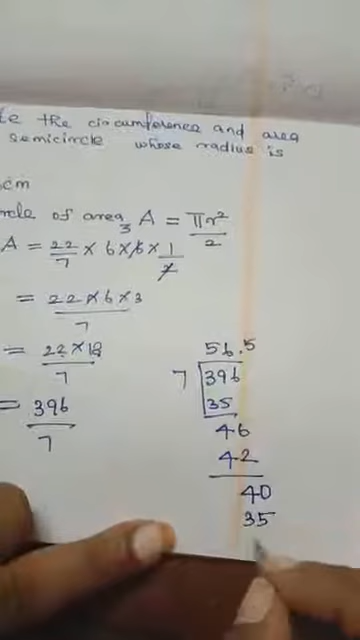 te the circumference and area
semicircle whose radius is
cm
rcle of area, A = πr²/2
A = 22/7 × 6 × 6 3 × 1/2
= 22 × 6 × 3 / 7
= 22 × 18 / 7
= 396 / 7
56.5
7 396
35
46
42
40
35